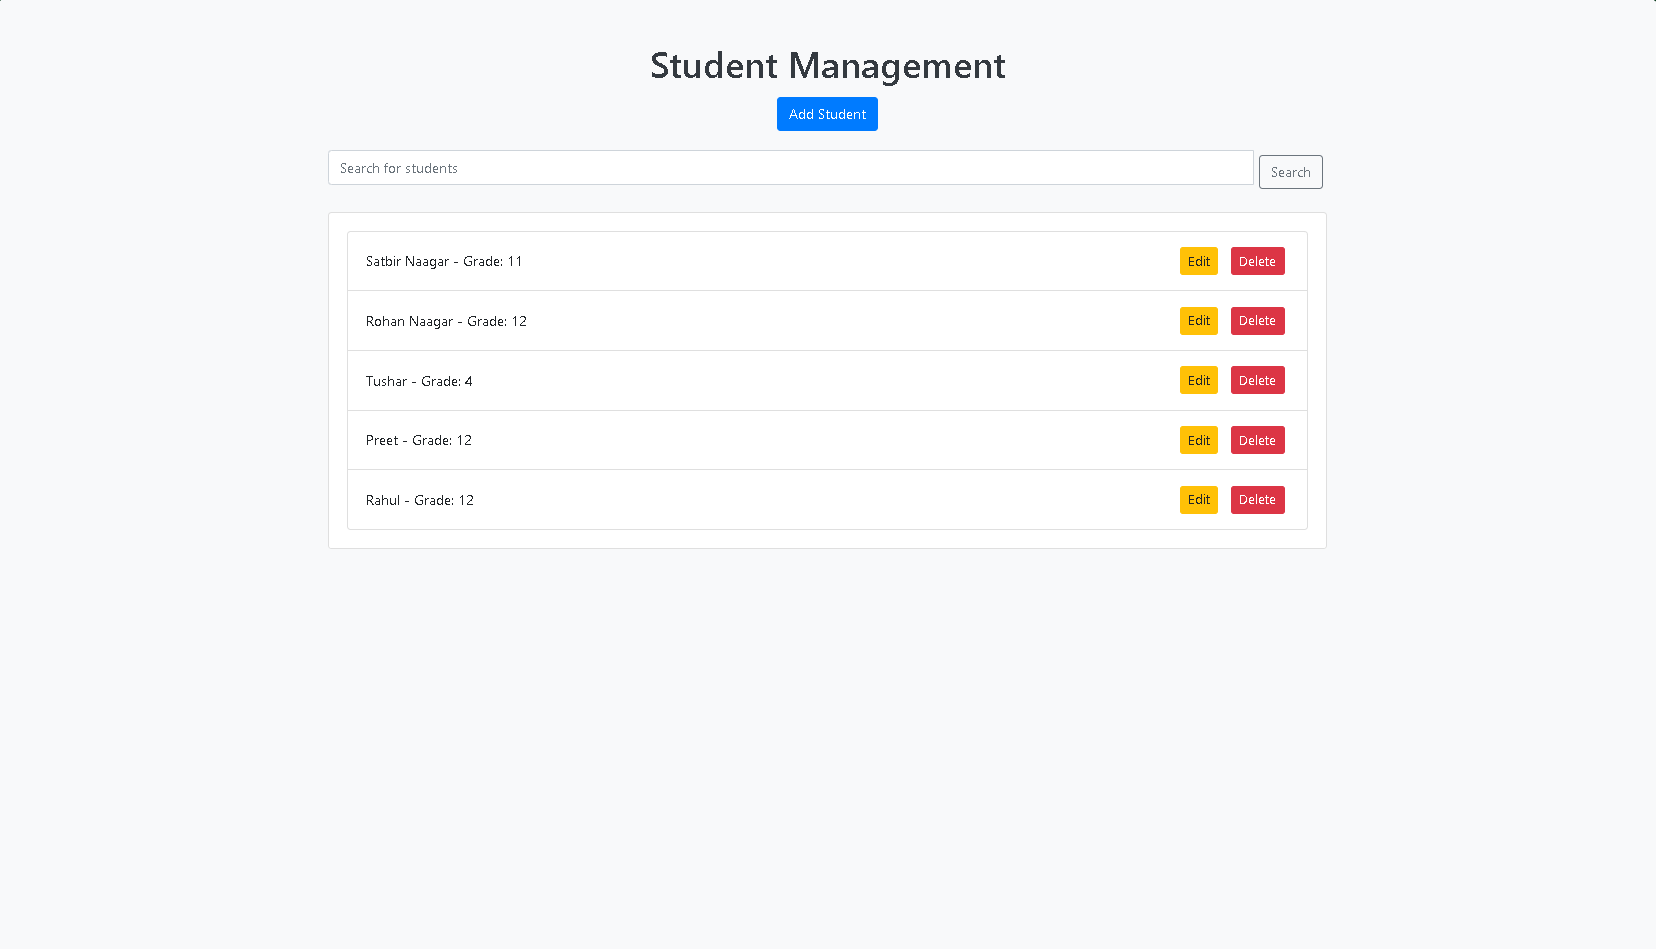 Student Management
Add Student
Search for students Search
Satbir Naagar - Grade: 11 Edit Delete
Rohan Naagar - Grade: 12 Edit Delete
Tushar - Grade: 4 Edit Delete
Preet - Grade: 12 Edit Delete
Rahul - Grade: 12 Edit Delete